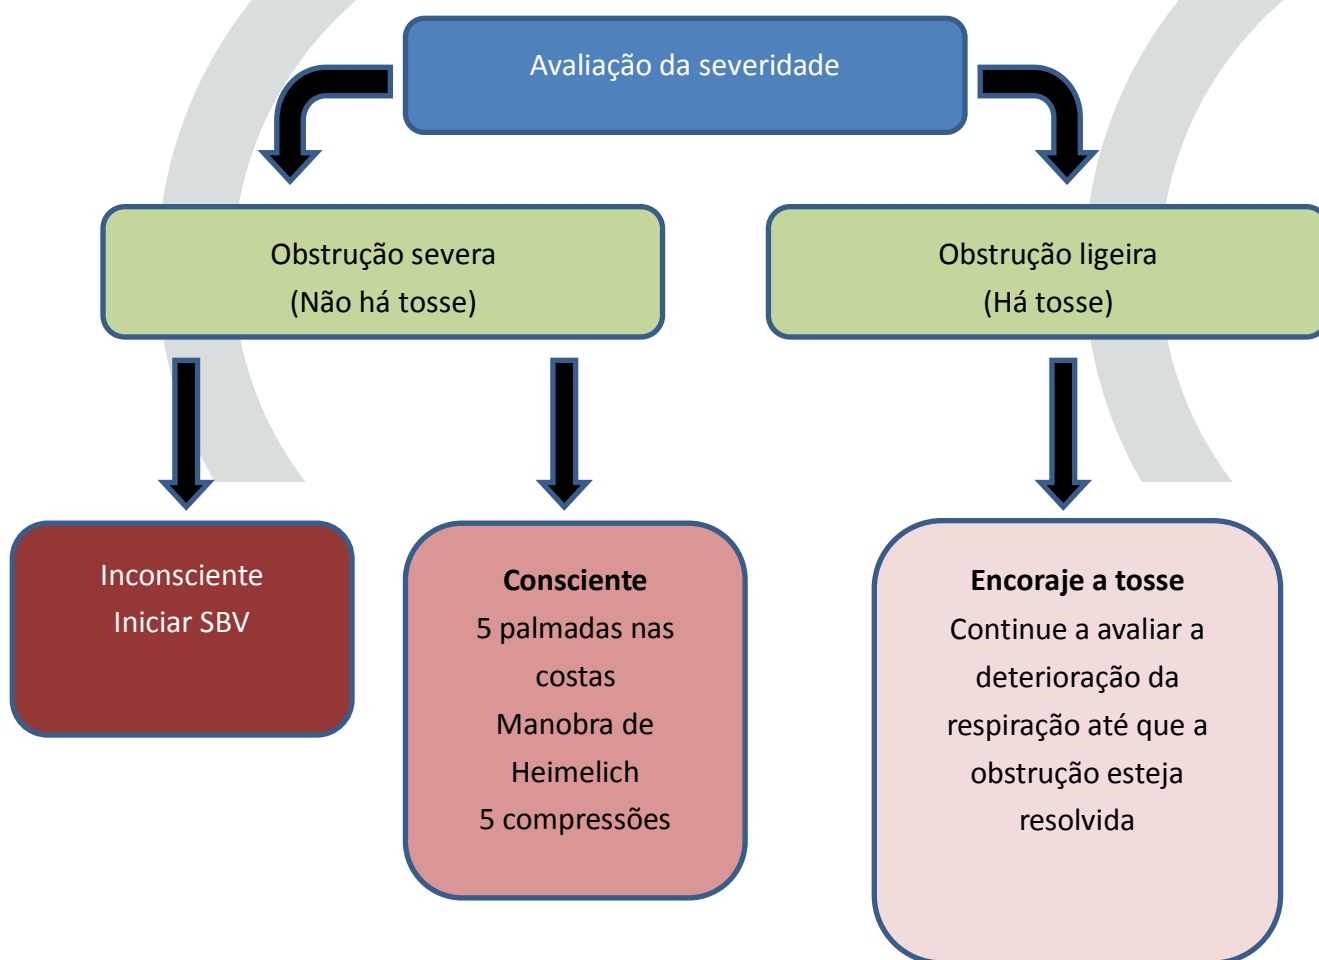 Avaliação da severidade
Obstrução severa
(Não há tosse)
Obstrução ligeira
(Há tosse)
Inconsciente
Iniciar SBV
Consciente
5 palmadas nas
costas
Manobra de
Heimelich
5 compressões
Encoraje a tosse
Continue a avaliar a
deterioração da
respiração até que a
obstrução esteja
resolvida